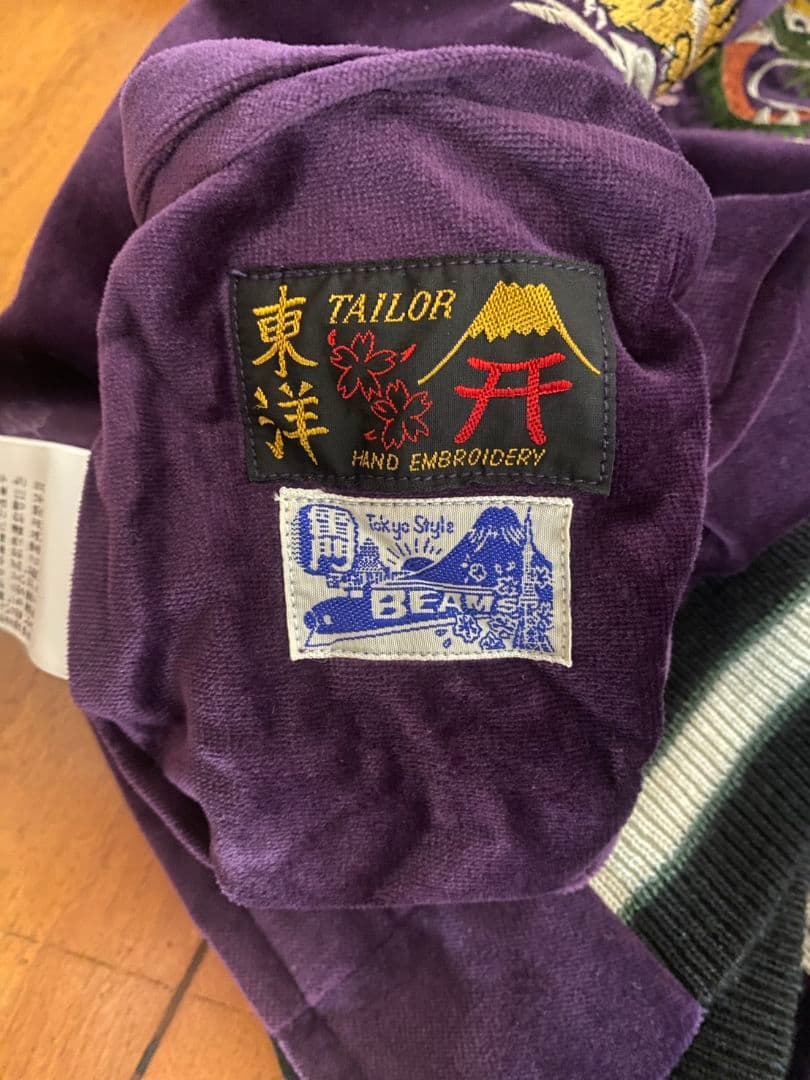 東洋
TAILOR
HAND EMBROIDERY
Tokyo Style
BEAMS